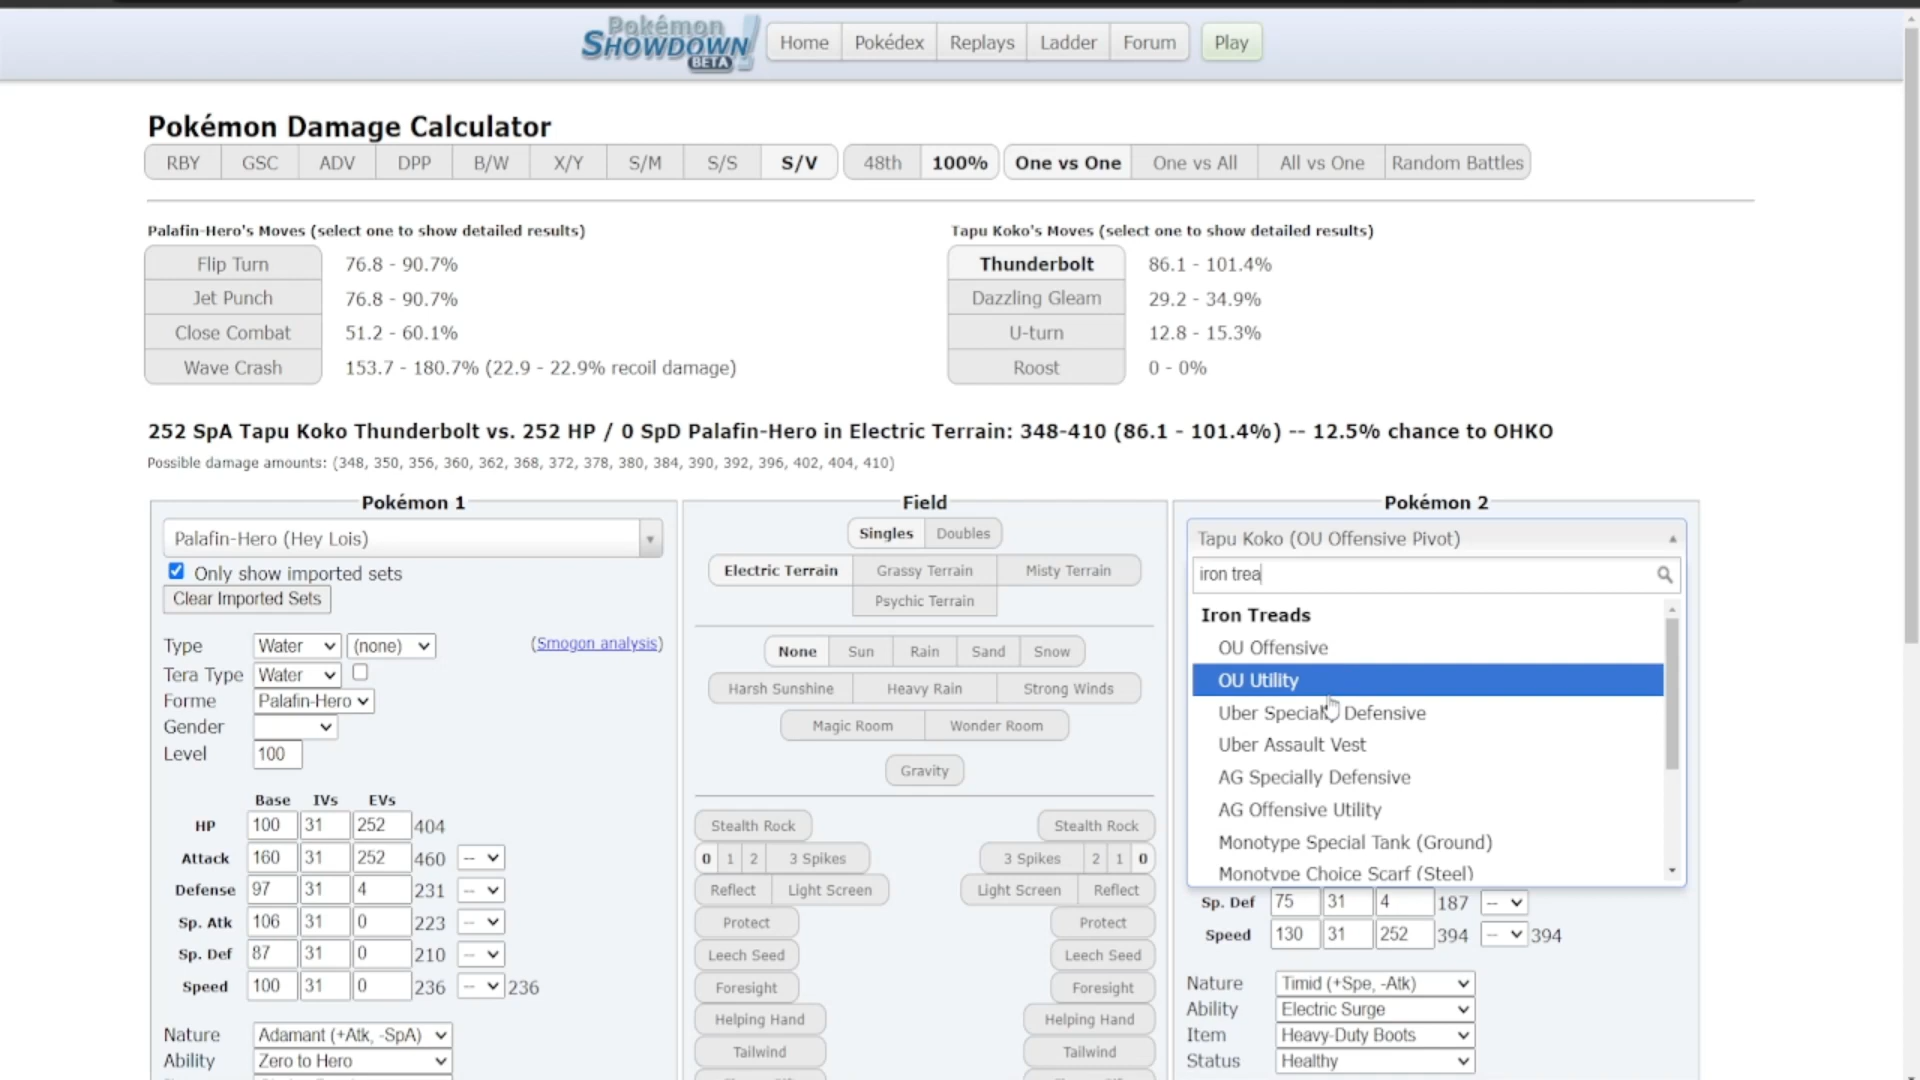 Pokémon
SHOWDOWN!
BETA
Home Pokédex Replays Ladder Forum Play
Pokémon Damage Calculator
RBY GSC ADV DPP B/W X/Y S/M S/S S/V 48th 100% One vs One One vs All All vs One Random Battles
Palafin-Hero's Moves (select one to show detailed results)
Flip Turn 76.8 - 90.7%
Jet Punch 76.8 - 90.7%
Close Combat 51.2 - 60.1%
Wave Crash 153.7 - 180.7% (22.9 - 22.9% recoil damage)
Tapu Koko's Moves (select one to show detailed results)
Thunderbolt 86.1 - 101.4%
Dazzling Gleam 29.2 - 34.9%
U-turn 12.8 - 15.3%
Roost 0 - 0%
252 SpA Tapu Koko Thunderbolt vs. 252 HP / 0 SpD Palafin-Hero in Electric Terrain: 348-410 (86.1 - 101.4%) -- 12.5% chance to OHKO
Possible damage amounts: (348, 350, 356, 360, 362, 368, 372, 378, 380, 384, 390, 392, 396, 402, 404, 410)
Pokémon 1
Palafin-Hero (Hey Lois)
Only show imported sets
Clear Imported Sets
Type Water (none) (Smogon analysis)
Tera Type Water
Forme Palafin-Hero
Gender
Level 100
Base IVs EVs
HP 100 31 252 404
Attack 160 31 252 460 --
Defense 97 31 4 231 --
Sp. Atk 106 31 0 223 --
Sp. Def 87 31 0 210 --
Speed 100 31 0 236 -- 236
Nature Adamant (+Atk, -SpA)
Ability Zero to Hero
Field
Singles Doubles
Electric Terrain Grassy Terrain Misty Terrain
Psychic Terrain
None Sun Rain Sand Snow
Harsh Sunshine Heavy Rain Strong Winds
Magic Room Wonder Room
Gravity
Stealth Rock Stealth Rock
0 1 2 3 Spikes 3 Spikes 2 1 0
Reflect Light Screen Light Screen Reflect
Protect Protect
Leech Seed Leech Seed
Foresight Foresight
Helping Hand Helping Hand
Tailwind Tailwind
Pokémon 2
Tapu Koko (OU Offensive Pivot)
iron trea
Iron Treads
OU Offensive
OU Utility
Uber Specially Defensive
Uber Assault Vest
AG Specially Defensive
AG Offensive Utility
Monotype Special Tank (Ground)
Monotype Choice Scarf (Steel)
Sp. Def 75 31 4 187 --
Speed 130 31 252 394 -- 394
Nature Timid (+Spe, -Atk)
Ability Electric Surge
Item Heavy-Duty Boots
Status Healthy